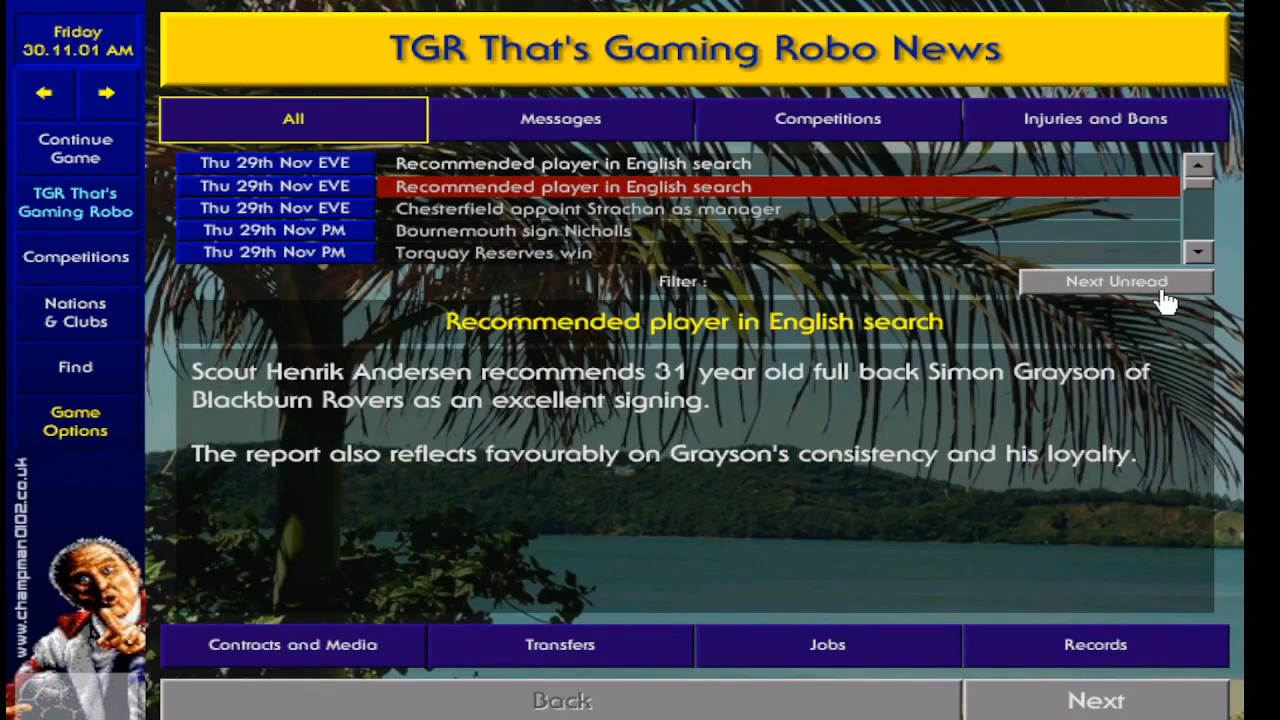 Friday
30.11.01 AM
Continue
Game
TGR That's
Gaming Robo
Competitions
Nations
& Clubs
Find
Game
Options
www.champman0102.co.uk
TGR That's Gaming Robo News
All
Messages
Competitions
Injuries and Bans
Thu 29th Nov EVE Recommended player in English search
Thu 29th Nov EVE Recommended player in English search
Thu 29th Nov EVE Chesterfield appoint Strachan as manager
Thu 29th Nov PM Bournemouth sign Nicholls
Thu 29th Nov PM Torquay Reserves win
Filter :
Next Unread
Recommended player in English search
Scout Henrik Andersen recommends 31 year old full back Simon Grayson of
Blackburn Rovers as an excellent signing.
The report also reflects favourably on Grayson's consistency and his loyalty.
Contracts and Media
Transfers
Jobs
Records
Back
Next